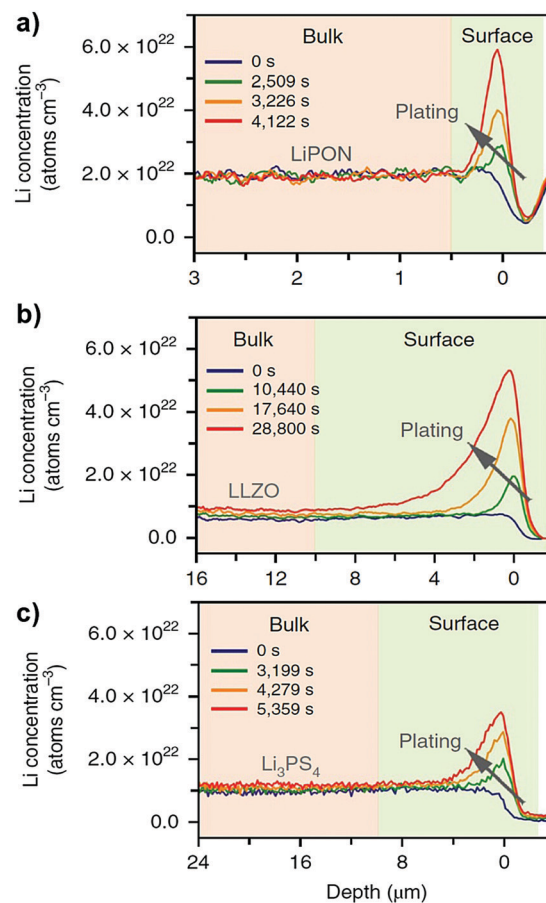 a)
Li concentration
(atoms cm⁻³)
6.0 × 10²²
4.0 × 10²²
2.0 × 10²²
0.0
Bulk
Surface
0 s
2,509 s
3,226 s
4,122 s
Plating
LiPON
3
2
1
0
b)
Li concentration
(atoms cm⁻³)
6.0 × 10²²
4.0 × 10²²
2.0 × 10²²
0.0
Bulk
Surface
0 s
10,440 s
17,640 s
28,800 s
Plating
LLZO
16
12
8
4
0
c)
Li concentration
(atoms cm⁻³)
6.0 × 10²²
4.0 × 10²²
2.0 × 10²²
0.0
Bulk
Surface
0 s
3,199 s
4,279 s
5,359 s
Plating
Li₃PS₄
24
16
8
0
Depth (μm)